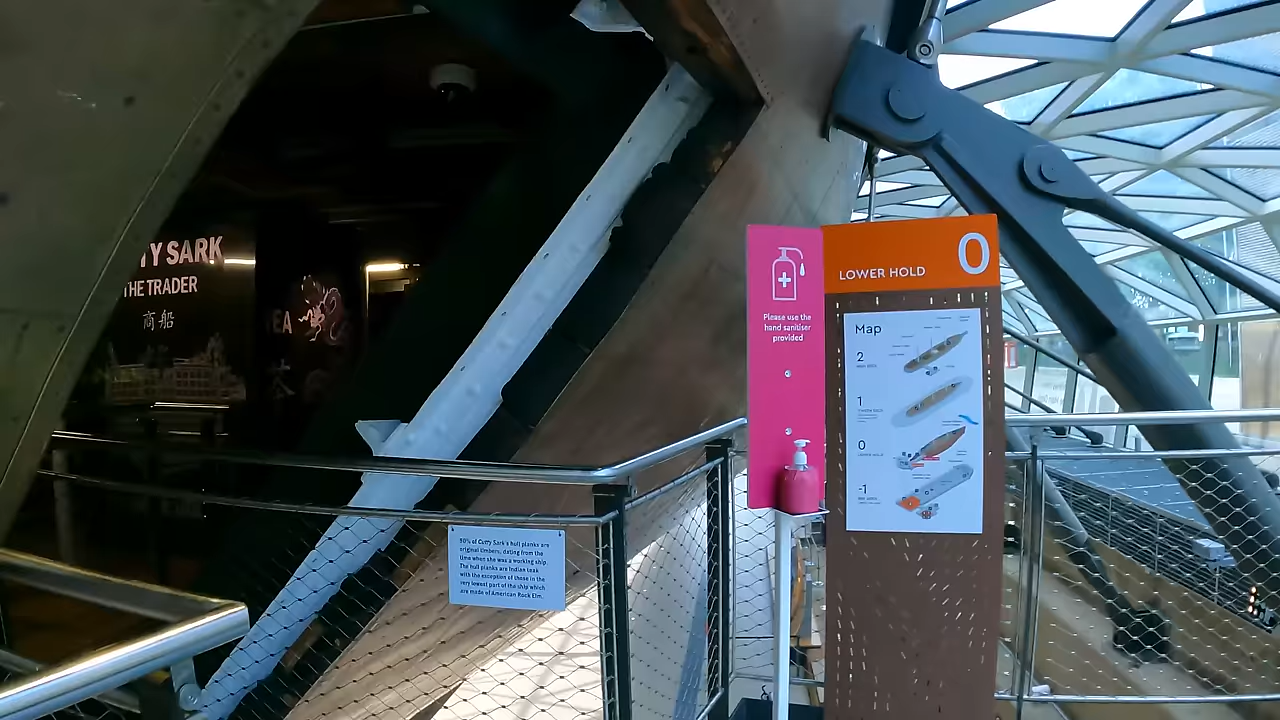 TY SARK
HE TRADER
商船
EA
LOWER HOLD
0
Please use the
hand sanitiser
provided
Map
2
1
0
-1
90% of Cutty Sark's hull planks are
original timbers, dating from the
time when she was a working ship.
The hull planks are Indian teak
with the exception of those in the
very lowest part of the ship which
are made of American Rock Elm.